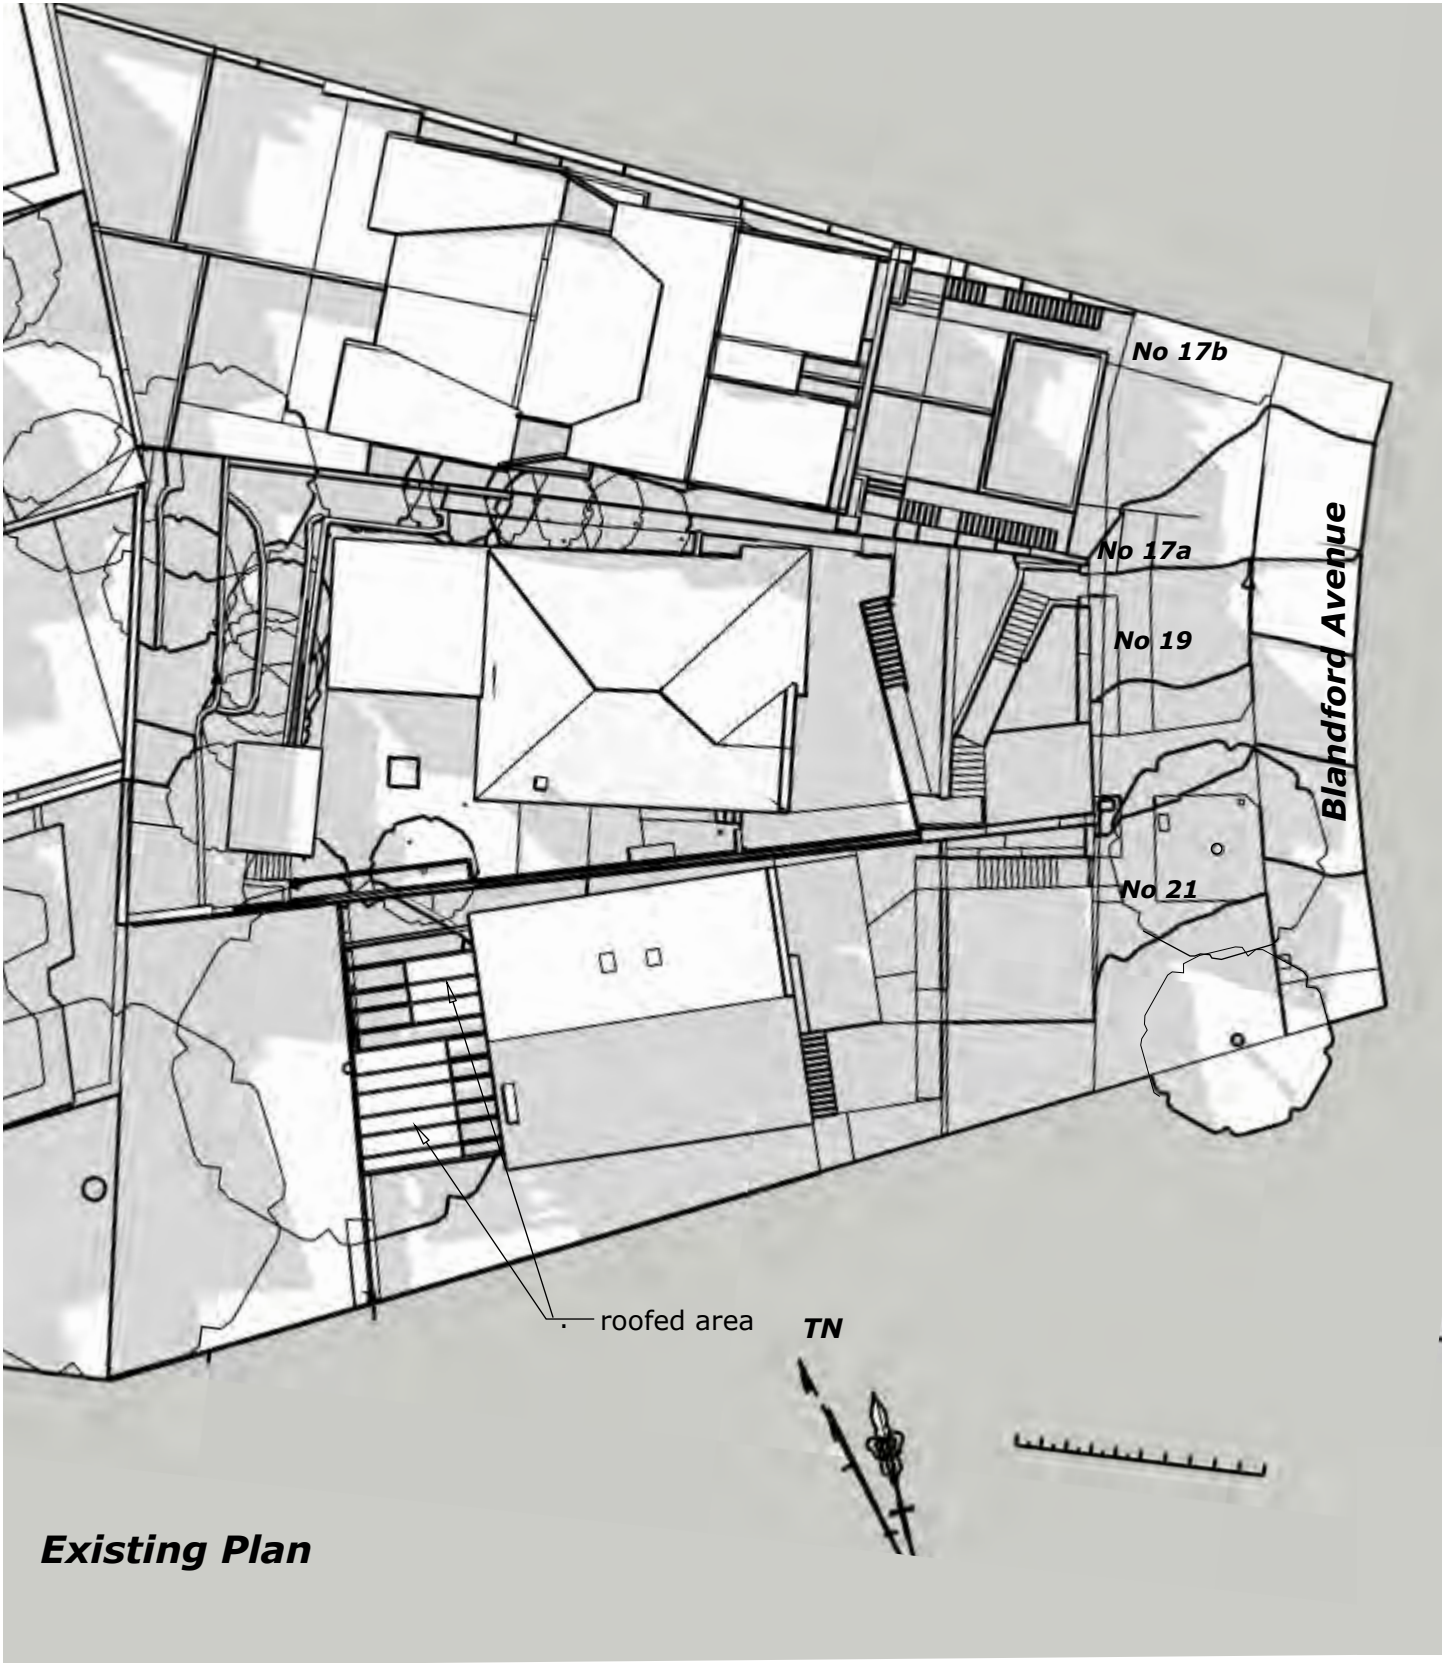 No 17b
No 17a
Blandford Avenue
No 19
No 21
roofed area
TN
Existing Plan